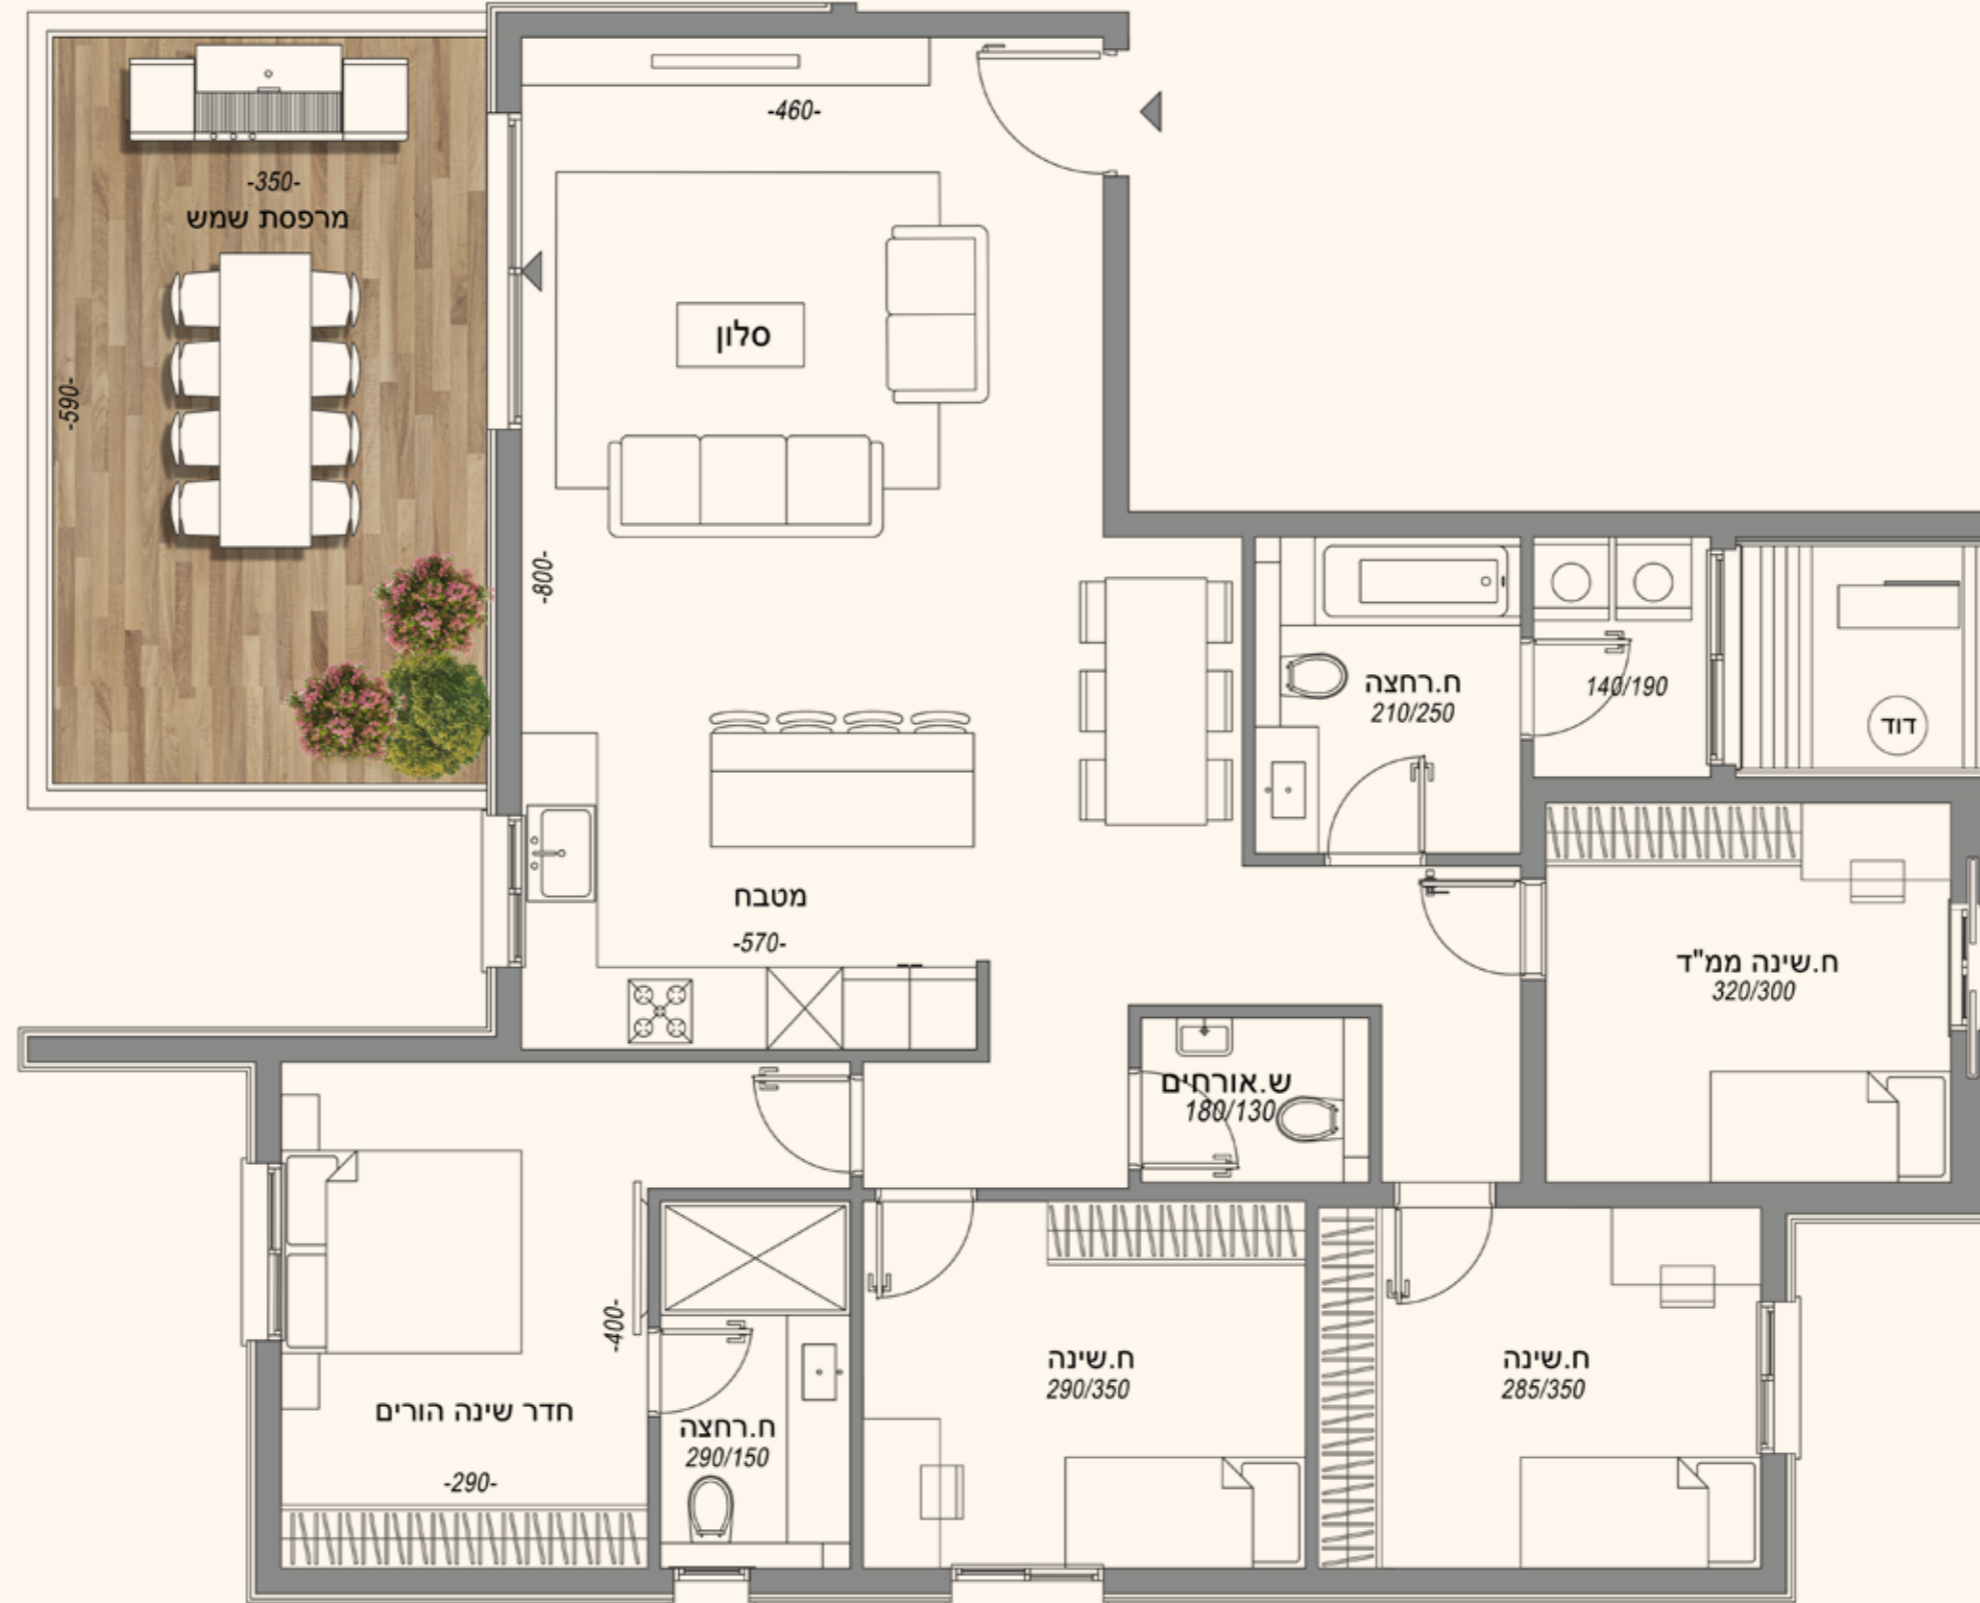 -460-
-350-
מרפסת שמש
-590-
סלון
-800-
ח.רחצה
210/250
140/190
דוד
מטבח
-570-
ח.שינה ממ"ד
320/300
ש.אורחים
180/130
-400-
ח.שינה
290/350
ח.שינה
285/350
חדר שינה הורים
-290-
ח.רחצה
290/150